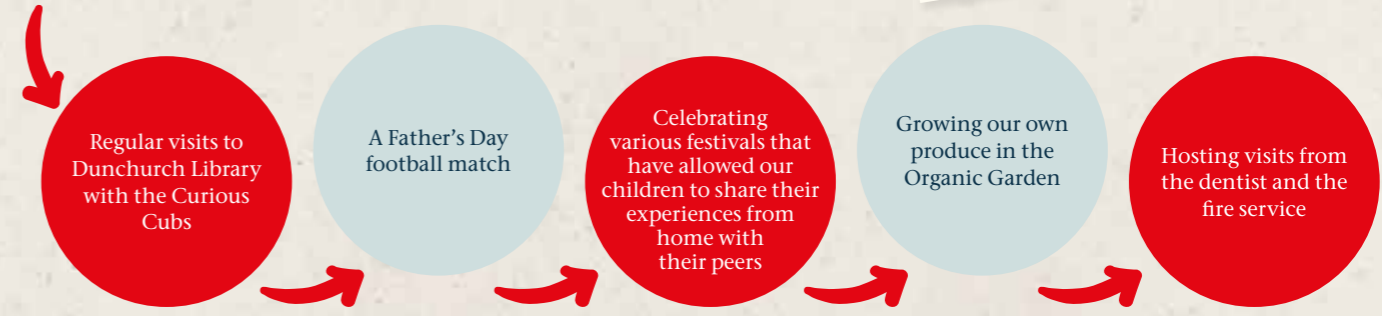 Regular visits to
Dunchurch Library
with the Curious
Cubs
A Father’s Day
football match
Celebrating
various festivals that
have allowed our
children to share their
experiences from
home with
their peers
Growing our own
produce in the
Organic Garden
Hosting visits from
the dentist and the
fire service